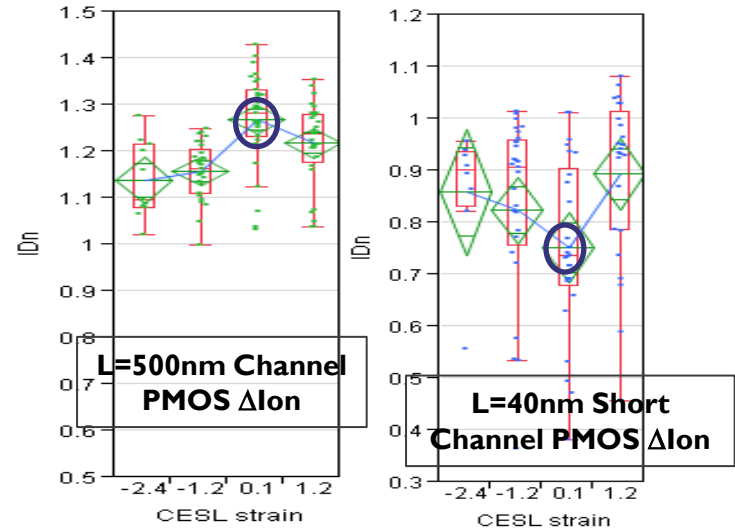 1.5
1.4
1.3
1.2
1.1
1
0.9
0.8
0.7
0.6
0.5
IDn
L=500nm Channel
PMOS ΔIon
-2.4 -1.2 0.1 1.2
CESL strain
1.2
1.1
1
0.9
0.8
0.7
0.6
0.5
0.4
0.3
IDn
L=40nm Short
Channel PMOS ΔIon
-2.4 -1.2 0.1 1.2
CESL strain